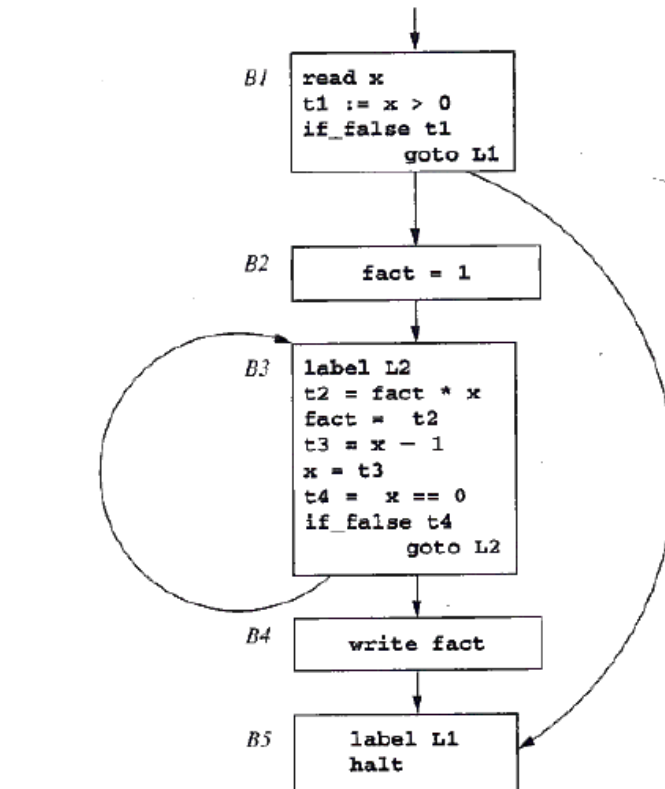 B1
read x
t1 := x > 0
if_false t1
goto L1
B2
fact = 1
B3
label L2
t2 = fact * x
fact = t2
t3 = x - 1
x = t3
t4 = x == 0
if_false t4
goto L2
B4
write fact
B5
label L1
halt